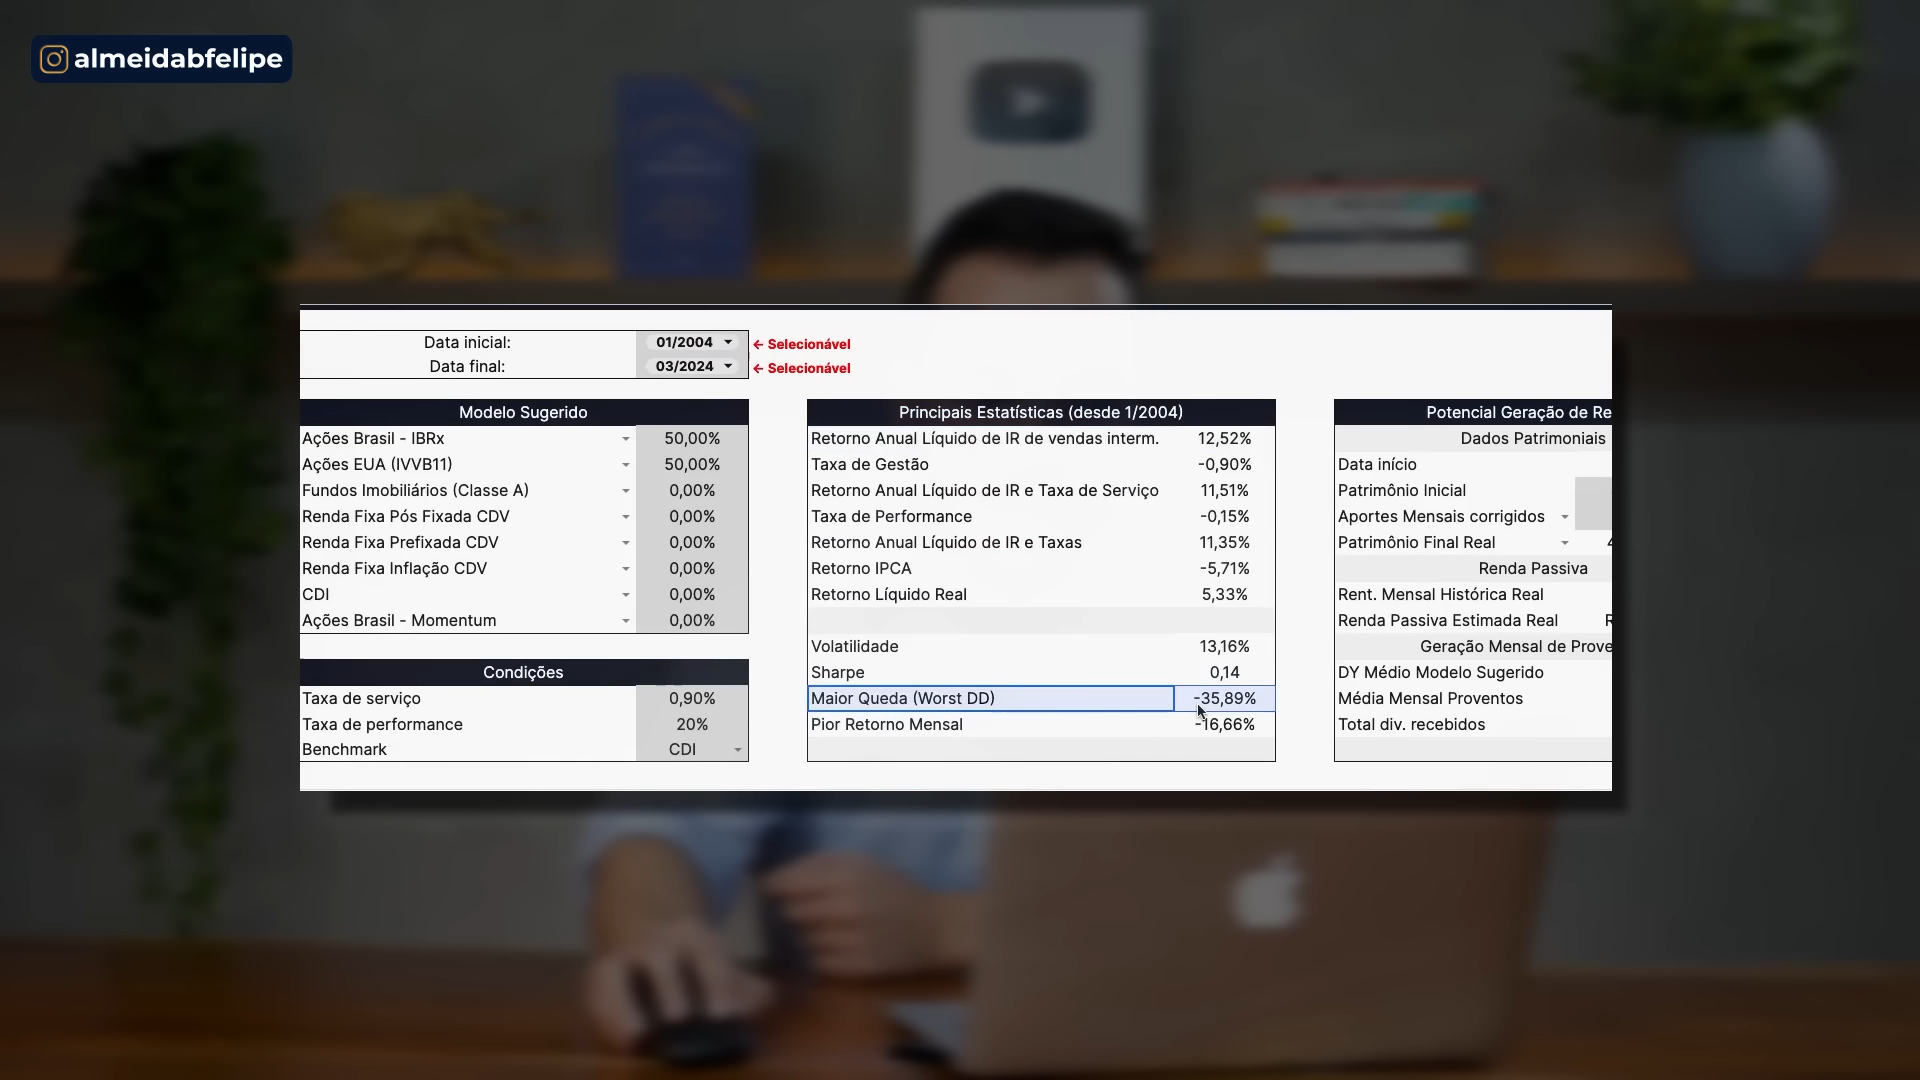 almeidabfelipe
Data inicial: 01/2004 ← Selecionável
Data final: 03/2024 ← Selecionável
Modelo Sugerido
Ações Brasil - IBRx 50,00%
Ações EUA (IVVB11) 50,00%
Fundos Imobiliários (Classe A) 0,00%
Renda Fixa Pós Fixada CDV 0,00%
Renda Fixa Prefixada CDV 0,00%
Renda Fixa Inflação CDV 0,00%
CDI 0,00%
Ações Brasil - Momentum 0,00%
Condições
Taxa de serviço 0,90%
Taxa de performance 20%
Benchmark CDI
Principais Estatísticas (desde 1/2004)
Retorno Anual Líquido de IR de vendas interm. 12,52%
Taxa de Gestão -0,90%
Retorno Anual Líquido de IR e Taxa de Serviço 11,51%
Taxa de Performance -0,15%
Retorno Anual Líquido de IR e Taxas 11,35%
Retorno IPCA -5,71%
Retorno Líquido Real 5,33%
Volatilidade 13,16%
Sharpe 0,14
Maior Queda (Worst DD) -35,89%
Pior Retorno Mensal -16,66%
Potencial Geração de Re
Dados Patrimoniais
Data início
Patrimônio Inicial
Aportes Mensais corrigidos
Patrimônio Final Real
Renda Passiva
Rent. Mensal Histórica Real
Renda Passiva Estimada Real R
Geração Mensal de Prove
DY Médio Modelo Sugerido
Média Mensal Proventos
Total div. recebidos